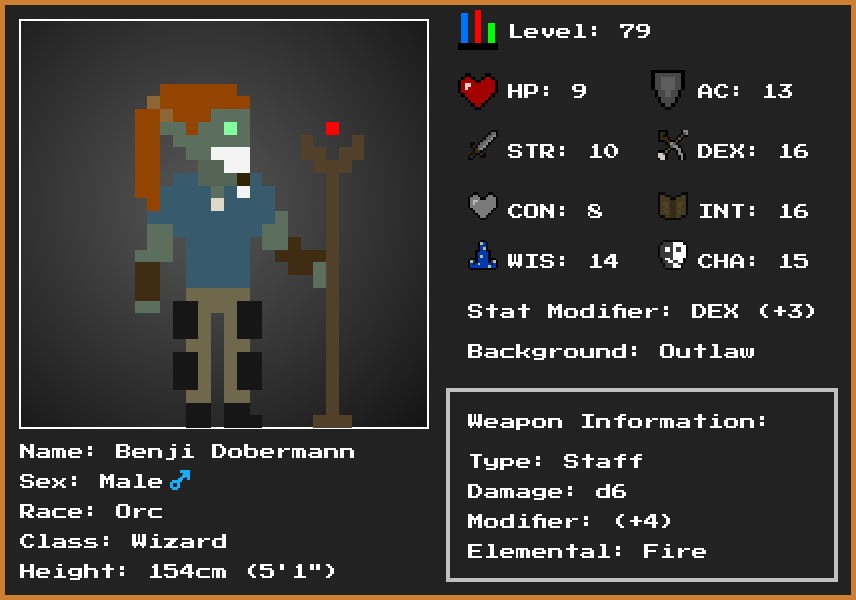 Level: 79
HP: 9
AC: 13
STR: 10
DEX: 16
CON: 8
INT: 16
WIS: 14
CHA: 15
Stat Modifier: DEX (+3)
Background: Outlaw
Weapon Information:
Type: Staff
Damage: d6
Modifier: (+4)
Elemental: Fire
Name: Benji Dobermann
Sex: Male ♂
Race: Orc
Class: Wizard
Height: 154cm (5'1")